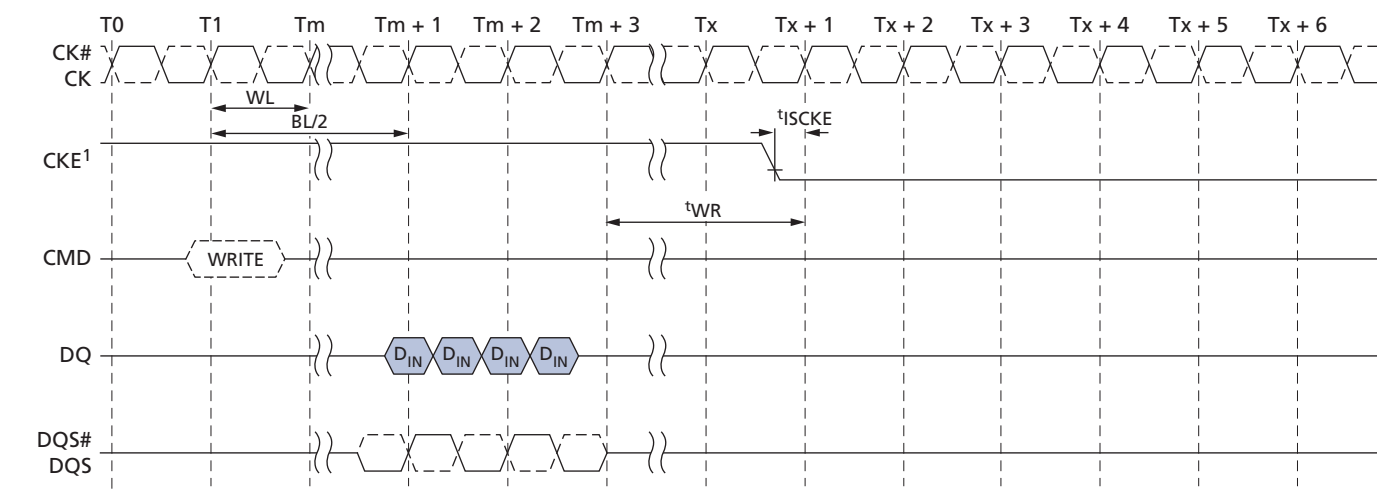 T0 T1 Tm Tm + 1 Tm + 2 Tm + 3 Tx Tx + 1 Tx + 2 Tx + 3 Tx + 4 Tx + 5 Tx + 6
CK#
CK
WL
BL/2
tISCKE
CKE1
tWR
CMD WRITE
DQ DIN DIN DIN DIN
DQS#
DQS